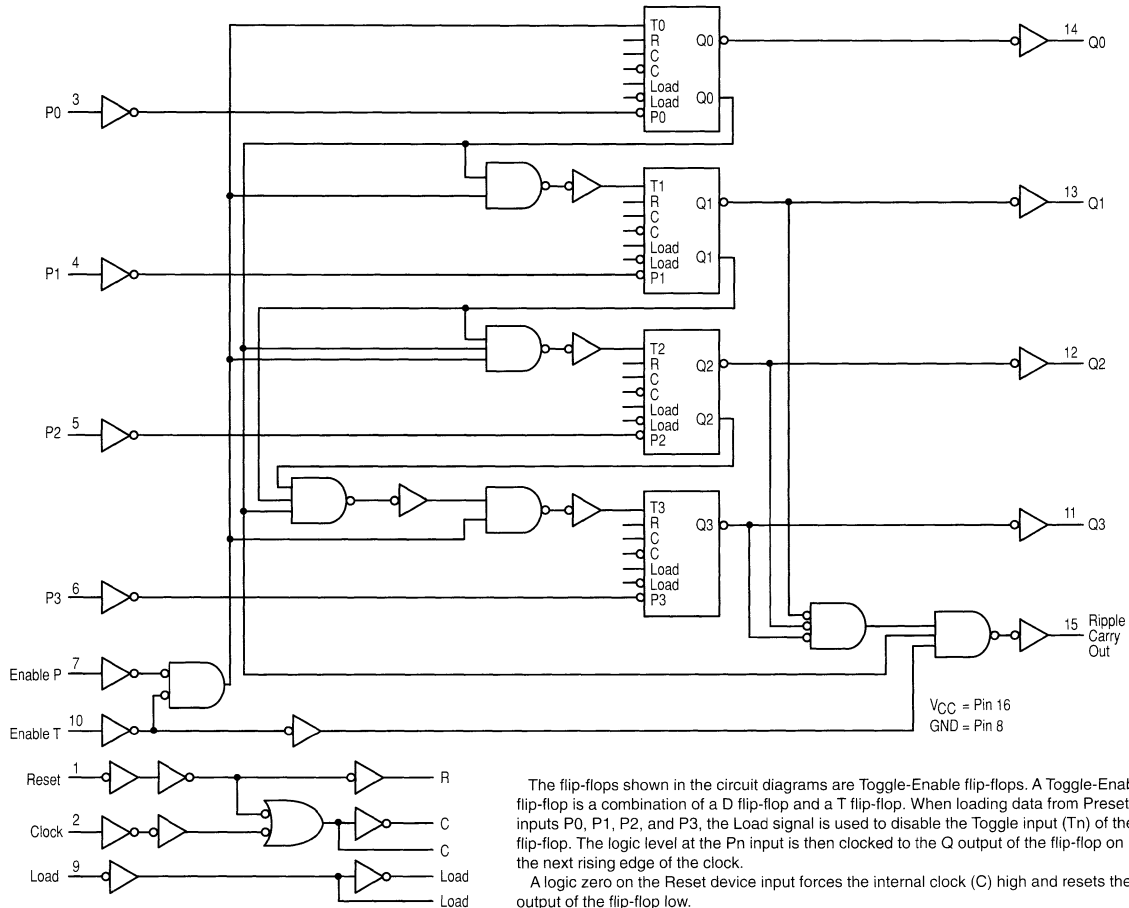 T0
R
C
C
Load
Load
P0
Q0
Q0
14
Q0
P0
3
T1
R
C
C
Load
Load
P1
Q1
Q1
13
Q1
P1
4
T2
R
C
C
Load
Load
P2
Q2
Q2
12
Q2
P2
5
T3
R
C
C
Load
Load
P3
Q3
11
Q3
P3
6
15
Ripple
Carry
Out
Enable P
7
Enable T
10
VCC = Pin 16
GND = Pin 8
Reset
1
R
Clock
2
C
C
Load
9
Load
Load
The flip-flops shown in the circuit diagrams are Toggle-Enable flip-flops. A Toggle-Enab
flip-flop is a combination of a D flip-flop and a T flip-flop. When loading data from Preset
inputs P0, P1, P2, and P3, the Load signal is used to disable the Toggle input (Tn) of the
flip-flop. The logic level at the Pn input is then clocked to the Q output of the flip-flop on
the next rising edge of the clock.
A logic zero on the Reset device input forces the internal clock (C) high and resets the
output of the flip-flop low.